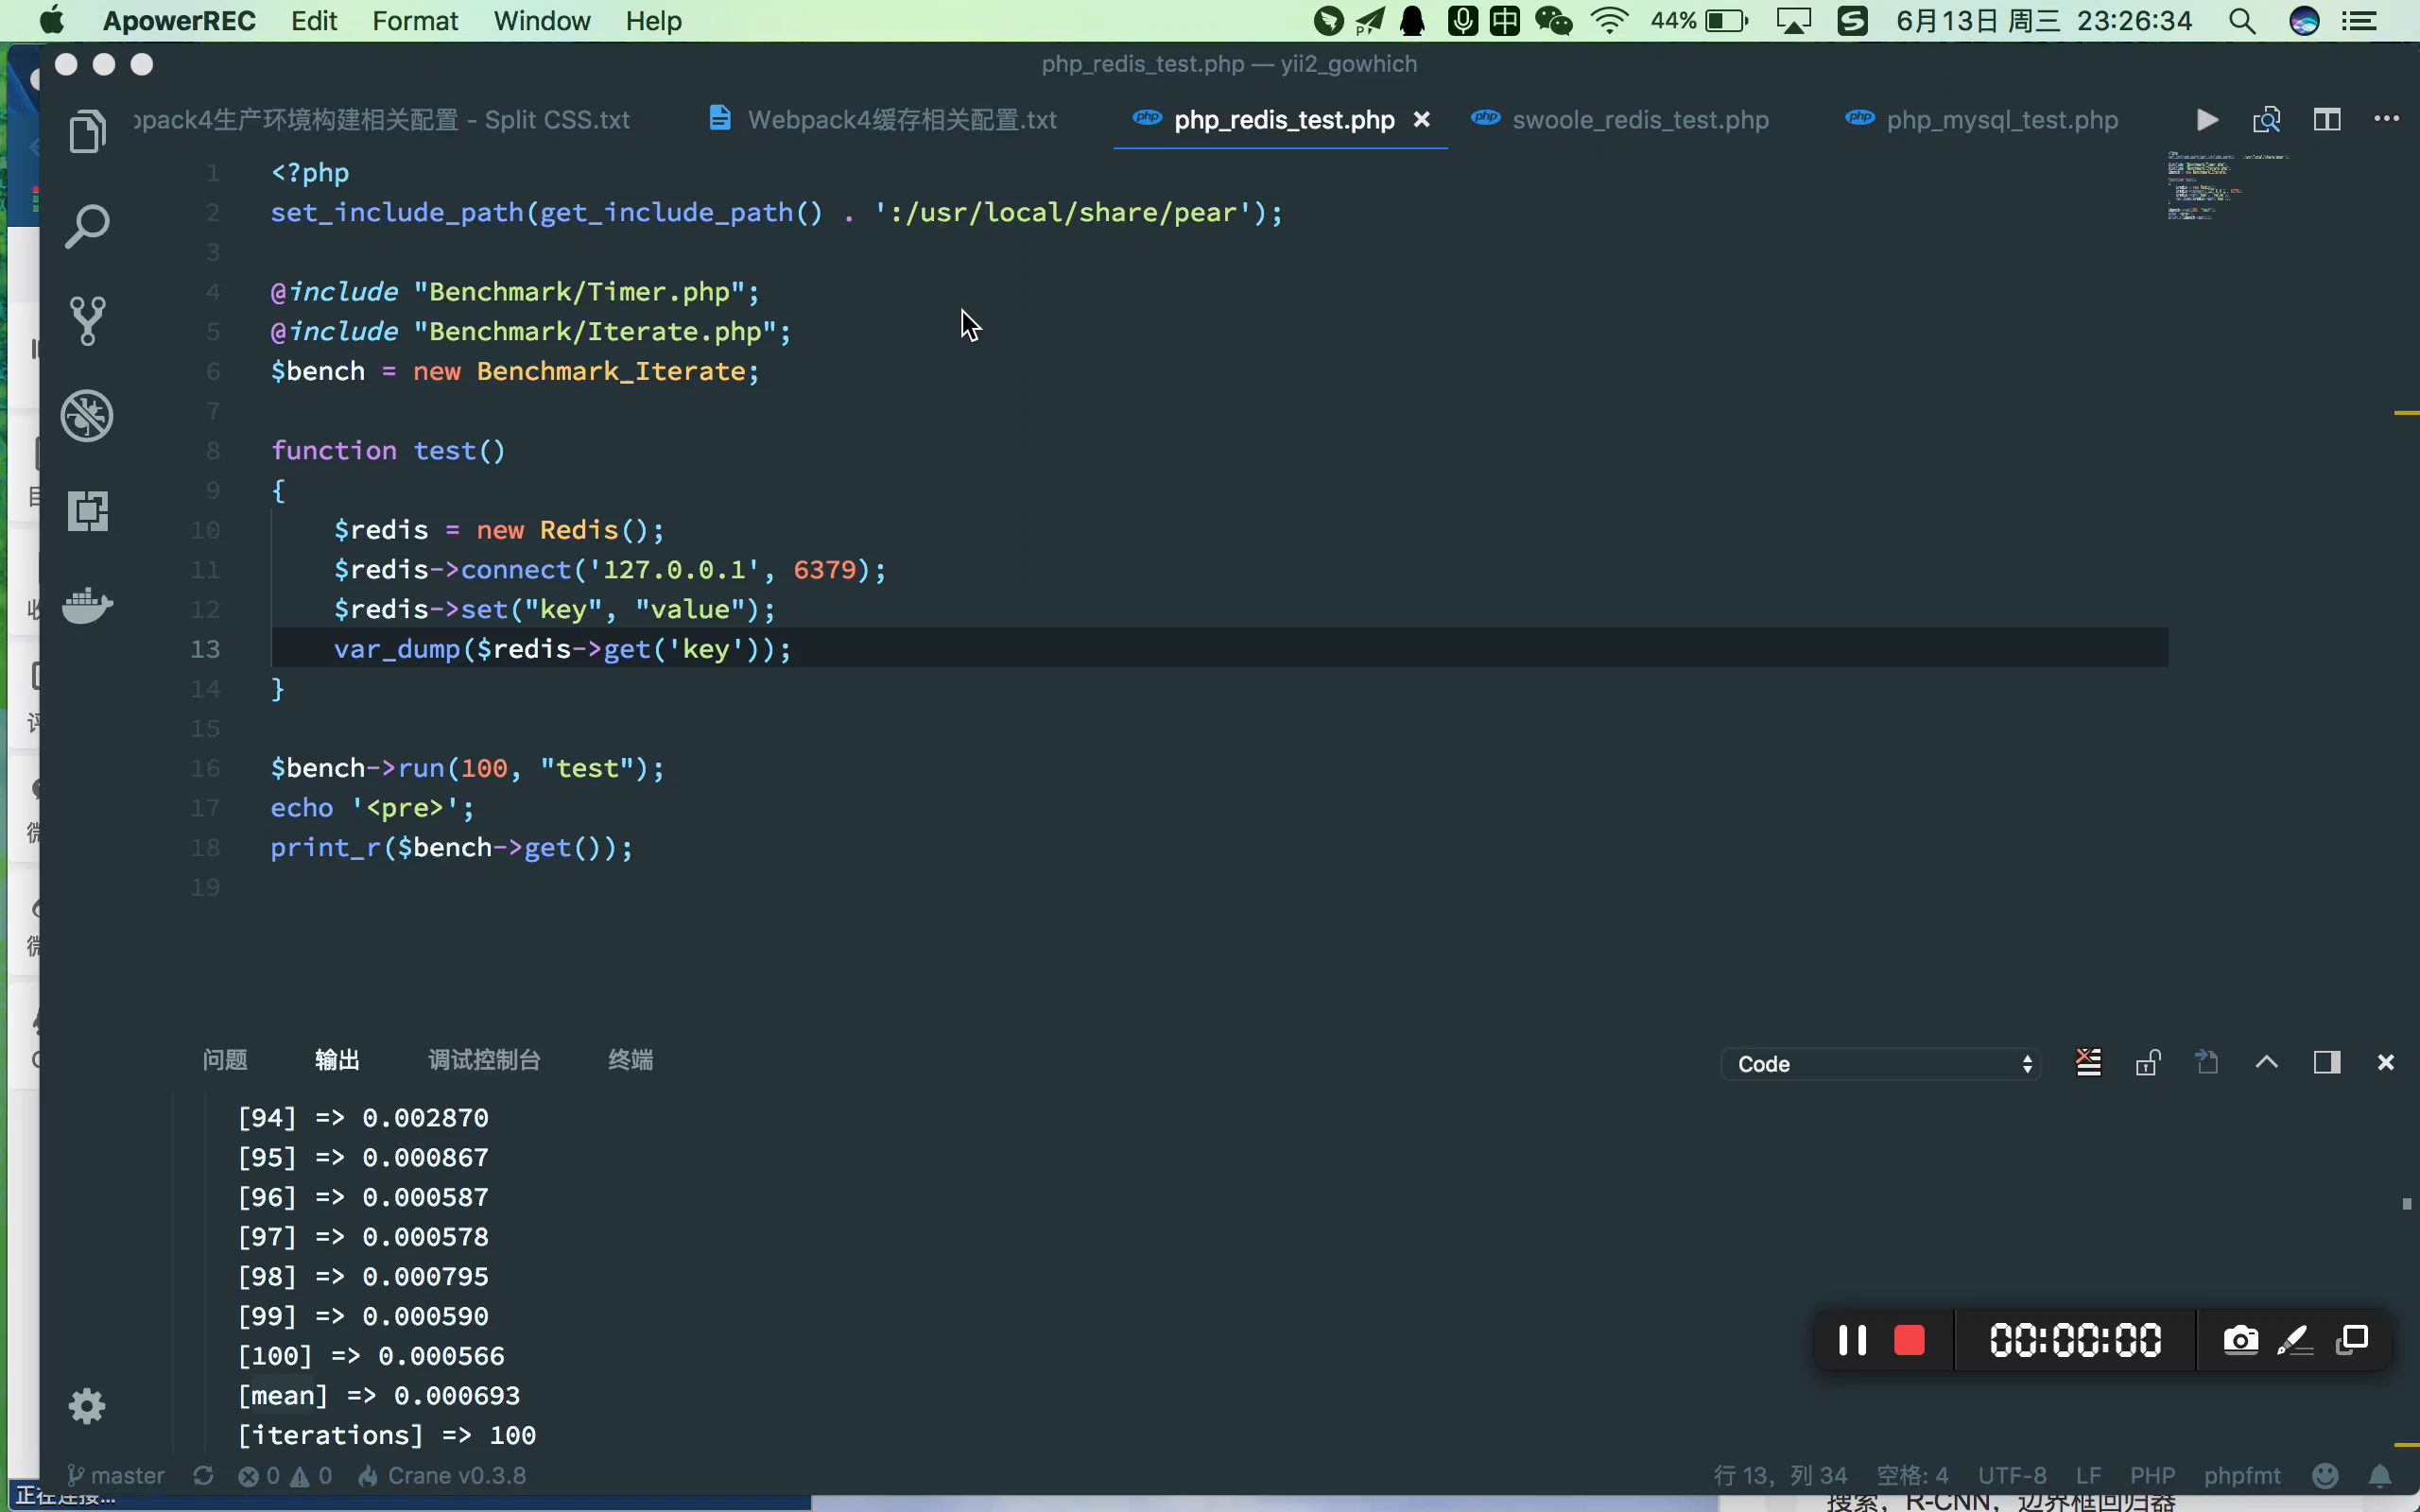 ApowerREC Edit Format Window Help 44% 6月13日 周三 23:26:34
php_redis_test.php — yii2_gowhich
pack4生产环境构建相关配置 - Split CSS.txt Webpack4缓存相关配置.txt php_redis_test.php swoole_redis_test.php php_mysql_test.php
1 <?php
2 set_include_path(get_include_path() . ':/usr/local/share/pear');
3
4 @include "Benchmark/Timer.php";
5 @include "Benchmark/Iterate.php";
6 $bench = new Benchmark_Iterate;
7
8 function test()
9 {
10 $redis = new Redis();
11 $redis->connect('127.0.0.1', 6379);
12 $redis->set("key", "value");
13 var_dump($redis->get('key'));
14 }
15
16 $bench->run(100, "test");
17 echo '<pre>';
18 print_r($bench->get());
19
问题 输出 调试控制台 终端 Code
[94] => 0.002870
[95] => 0.000867
[96] => 0.000587
[97] => 0.000578
[98] => 0.000795
[99] => 0.000590
[100] => 0.000566
[mean] => 0.000693
[iterations] => 100
00:00:00
master 0 0 Crane v0.3.8 行 13, 列 34 空格: 4 UTF-8 LF PHP phpfmt
正在连接...
搜索, R-CNN, 边界框回归器